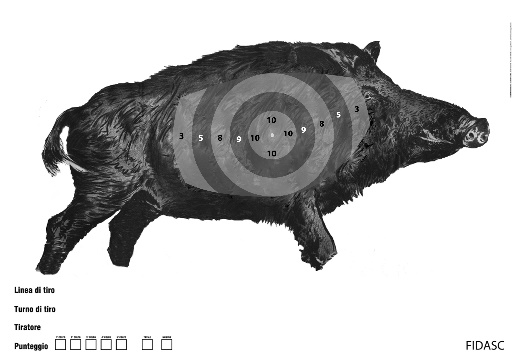 10
3 5 8 9 10 10 9 8 5 3
10
Linea di tiro
Turno di tiro
Tiratore
Punteggio
FIDASC